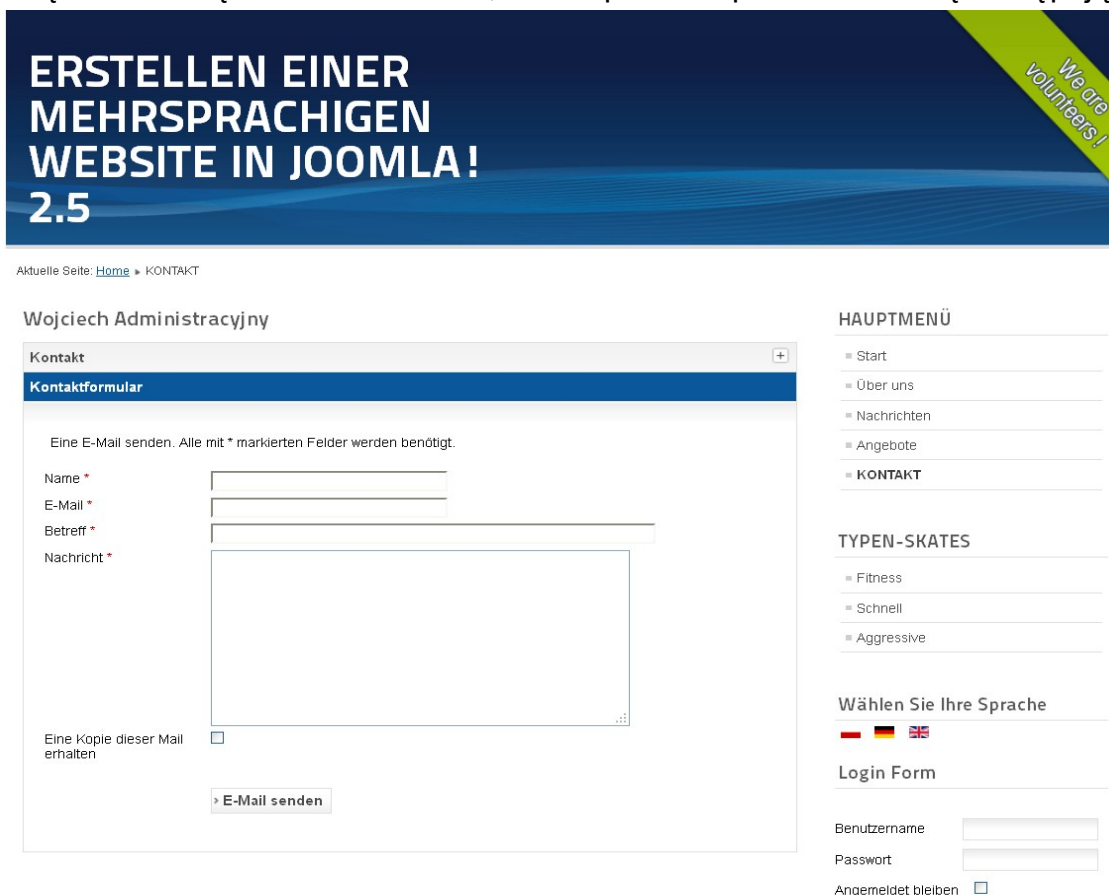 ERSTELLEN EINER
MEHRSPRACHIGEN
WEBSITE IN JOOMLA!
2.5
We are
volunteers!
Aktuelle Seite: Home ▸ KONTAKT
Wojciech Administracyjny
Kontakt
Kontaktformular
Eine E-Mail senden. Alle mit * markierten Felder werden benötigt.
Name *
E-Mail *
Betreff *
Nachricht *
Eine Kopie dieser Mail
erhalten
E-Mail senden
HAUPTMENÜ
Start
Über uns
Nachrichten
Angebote
KONTAKT
TYPEN-SKATES
Fitness
Schnell
Aggressive
Wählen Sie Ihre Sprache
Login Form
Benutzername
Passwort
Angemeldet bleiben